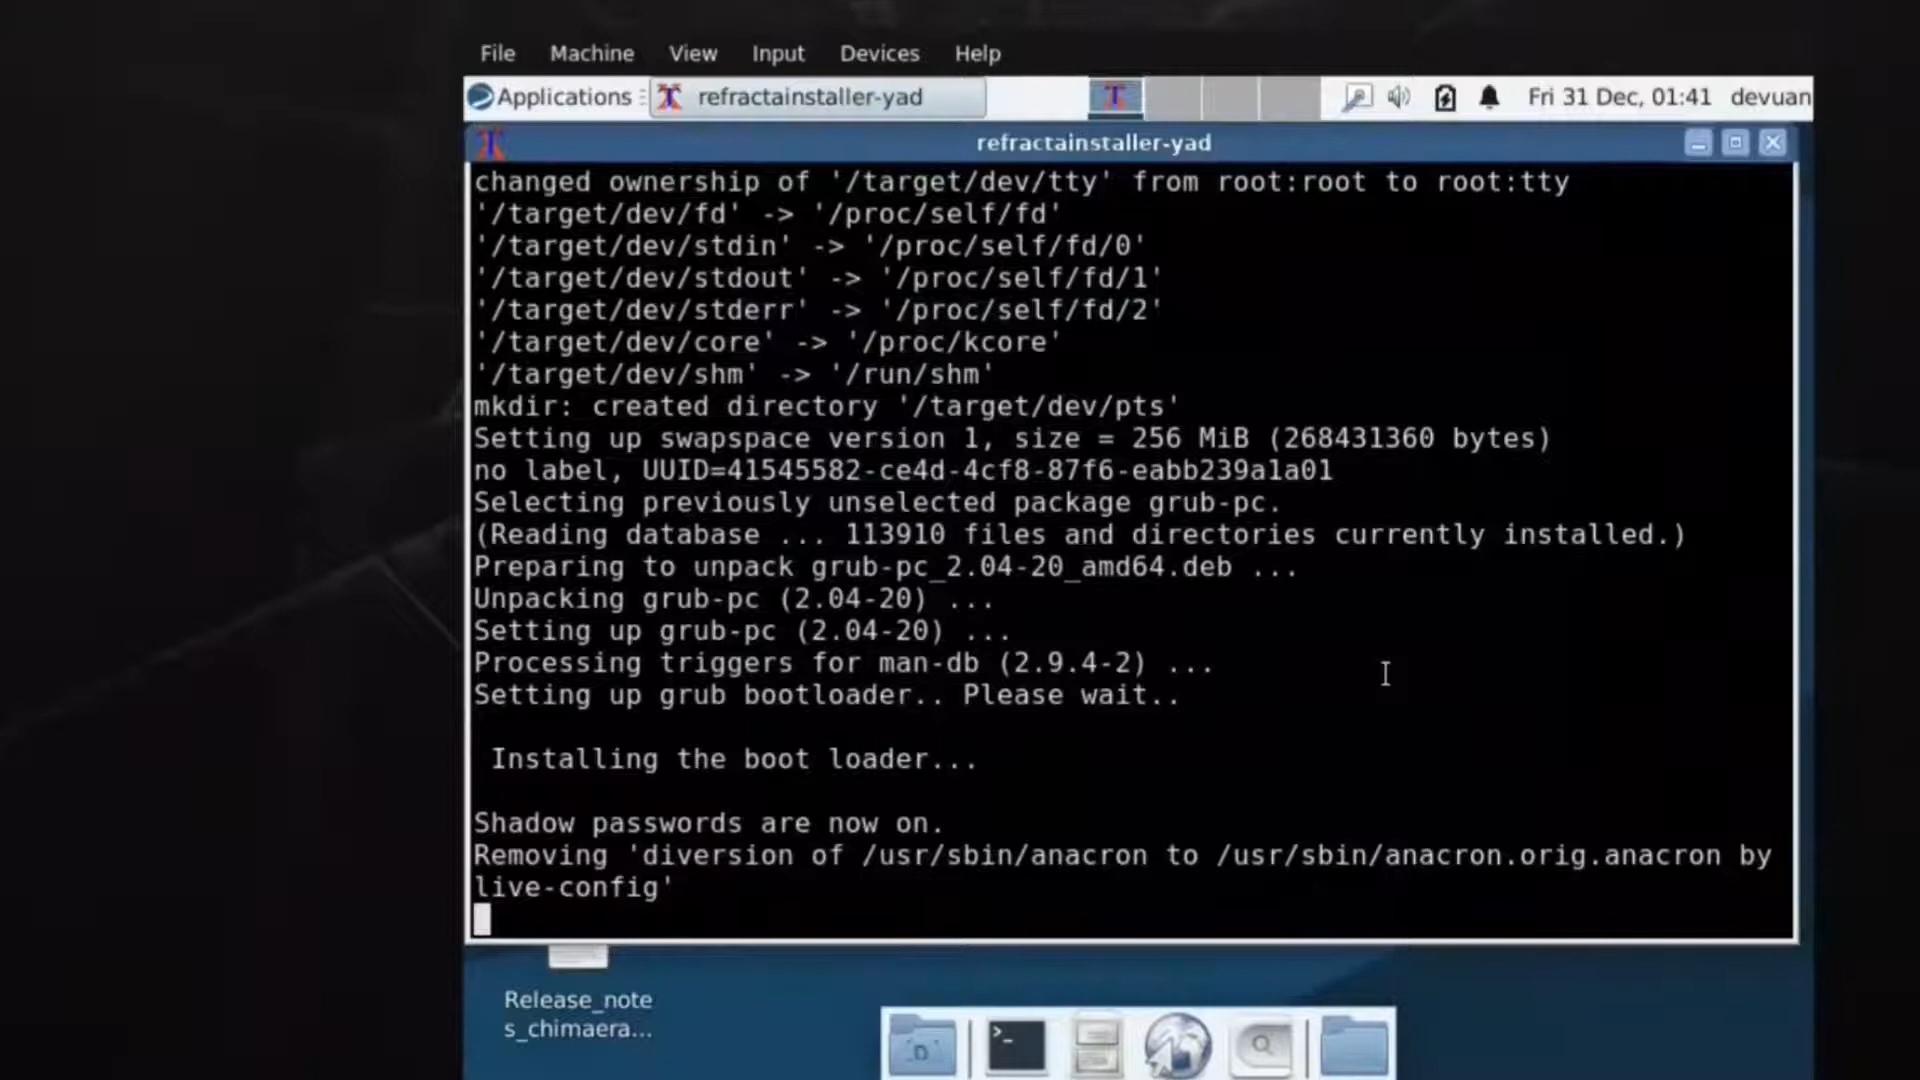 File Machine View Input Devices Help
Applications refractainstaller-yad Fri 31 Dec, 01:41 devuan
refractainstaller-yad
changed ownership of '/target/dev/tty' from root:root to root:tty
'/target/dev/fd' -> '/proc/self/fd'
'/target/dev/stdin' -> '/proc/self/fd/0'
'/target/dev/stdout' -> '/proc/self/fd/1'
'/target/dev/stderr' -> '/proc/self/fd/2'
'/target/dev/core' -> '/proc/kcore'
'/target/dev/shm' -> '/run/shm'
mkdir: created directory '/target/dev/pts'
Setting up swapspace version 1, size = 256 MiB (268431360 bytes)
no label, UUID=41545582-ce4d-4cf8-87f6-eabb239a1a01
Selecting previously unselected package grub-pc.
(Reading database ... 113910 files and directories currently installed.)
Preparing to unpack grub-pc_2.04-20_amd64.deb ...
Unpacking grub-pc (2.04-20) ...
Setting up grub-pc (2.04-20) ...
Processing triggers for man-db (2.9.4-2) ...
Setting up grub bootloader.. Please wait..
Installing the boot loader...
Shadow passwords are now on.
Removing 'diversion of /usr/sbin/anacron to /usr/sbin/anacron.orig.anacron by
live-config'
Release_note
s_chimaera...